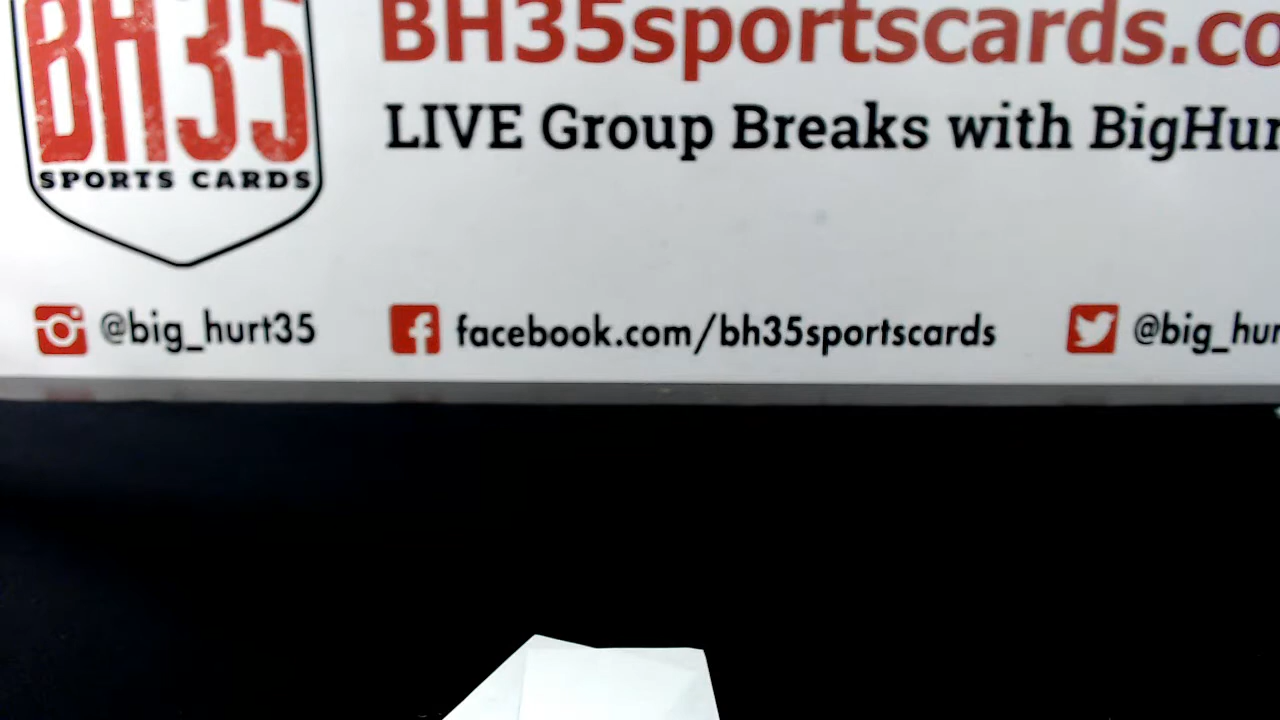 BH35
SPORTS CARDS
BH35sportscards.co
LIVE Group Breaks with BigHur
@big_hurt35
facebook.com/bh35sportscards
@big_hur